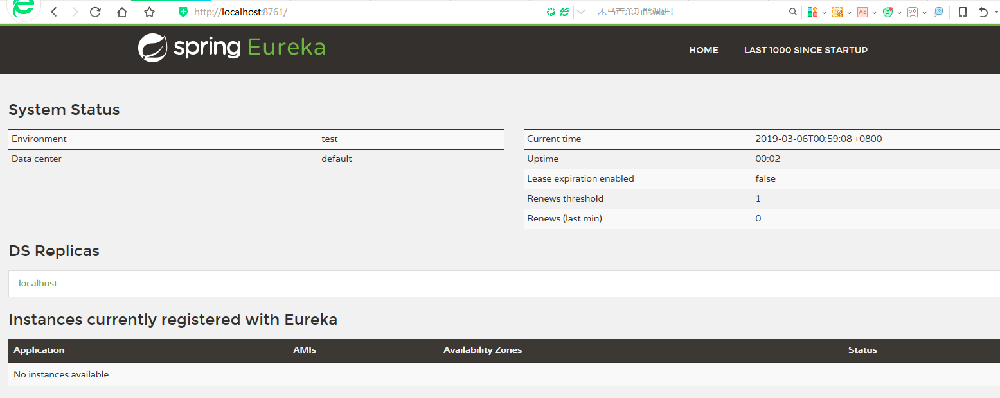 http://localhost:8761/ 木马查杀功能调研!
spring Eureka HOME LAST 1000 SINCE STARTUP
System Status
Environment test Current time 2019-03-06T00:59:08 +0800
Data center default Uptime 00:02
Lease expiration enabled false
Renews threshold 1
Renews (last min) 0
DS Replicas
localhost
Instances currently registered with Eureka
Application AMIs Availability Zones Status
No instances available